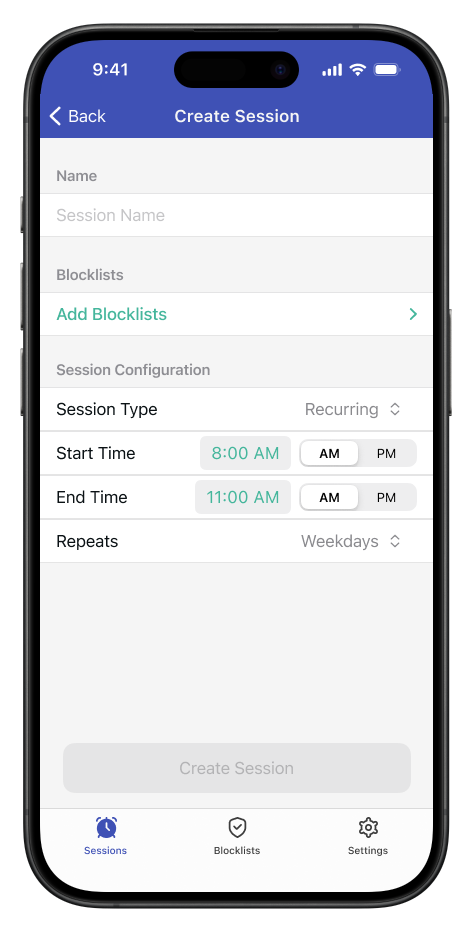 9:41
Back
Create Session
Name
Session Name
Blocklists
Add Blocklists
Session Configuration
Session Type Recurring
Start Time 8:00 AM AM PM
End Time 11:00 AM AM PM
Repeats Weekdays
Create Session
Sessions Blocklists Settings